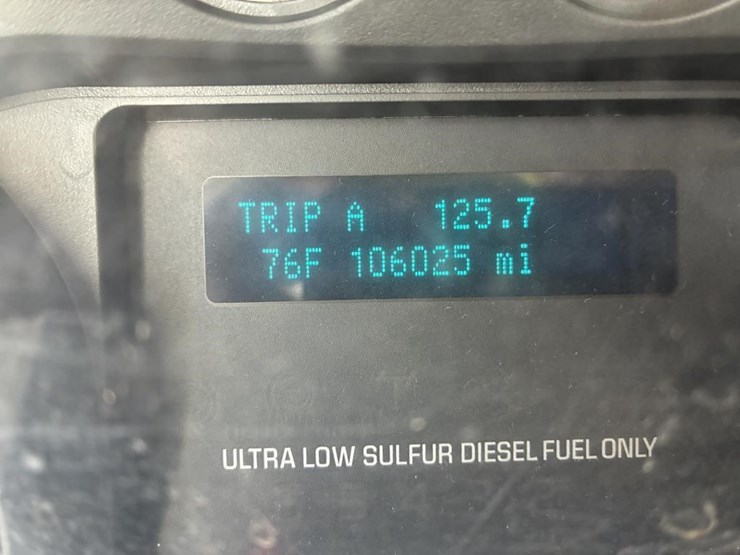 TRIP A 125.7
76F 106025 mi
ULTRA LOW SULFUR DIESEL FUEL ONLY